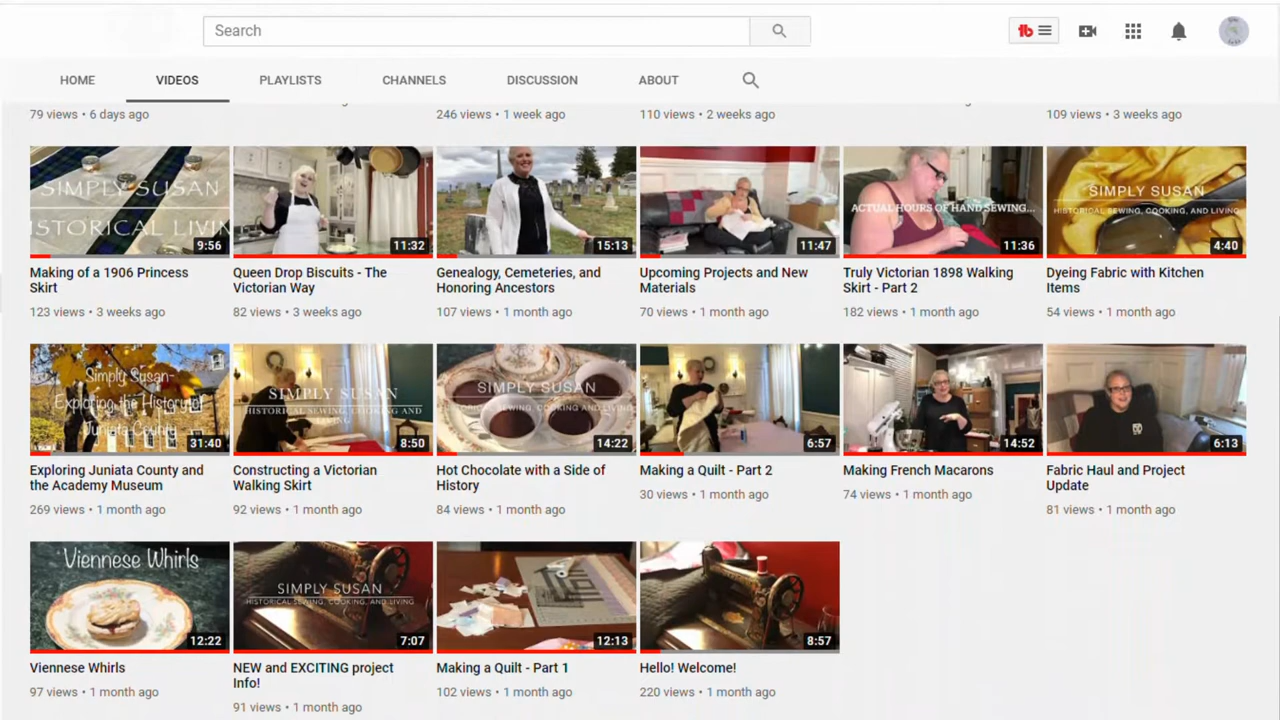 Search
HOME VIDEOS PLAYLISTS CHANNELS DISCUSSION ABOUT
79 views • 6 days ago
246 views • 1 week ago
110 views • 2 weeks ago
109 views • 3 weeks ago
SIMPLY SUSAN
ISTORICAL LIVIN
9:56
11:32
15:13
11:47
ACTUAL HOURS OF HAND SEWING...
11:36
SIMPLY SUSAN
HISTORICAL SEWING, COOKING, AND LIVING
4:40
Making of a 1906 Princess
Skirt
123 views • 3 weeks ago
Queen Drop Biscuits - The
Victorian Way
82 views • 3 weeks ago
Genealogy, Cemeteries, and
Honoring Ancestors
107 views • 1 month ago
Upcoming Projects and New
Materials
70 views • 1 month ago
Truly Victorian 1898 Walking
Skirt - Part 2
182 views • 1 month ago
Dyeing Fabric with Kitchen
Items
54 views • 1 month ago
Simply Susan-
Exploring the History of
Juniata County
31:40
SIMPLY SUSAN
HISTORICAL SEWING, COOKING AND
LIVING
8:50
SIMPLY SUSAN
HISTORICAL SEWING, COOKING, AND LIVING
14:22
6:57
14:52
6:13
Exploring Juniata County and
the Academy Museum
269 views • 1 month ago
Constructing a Victorian
Walking Skirt
92 views • 1 month ago
Hot Chocolate with a Side of
History
84 views • 1 month ago
Making a Quilt - Part 2
30 views • 1 month ago
Making French Macarons
74 views • 1 month ago
Fabric Haul and Project
Update
81 views • 1 month ago
Viennese Whirls
12:22
SIMPLY SUSAN
HISTORICAL SEWING, COOKING, AND LIVING
7:07
12:13
8:57
Viennese Whirls
97 views • 1 month ago
NEW and EXCITING project
Info!
91 views • 1 month ago
Making a Quilt - Part 1
102 views • 1 month ago
Hello! Welcome!
220 views • 1 month ago